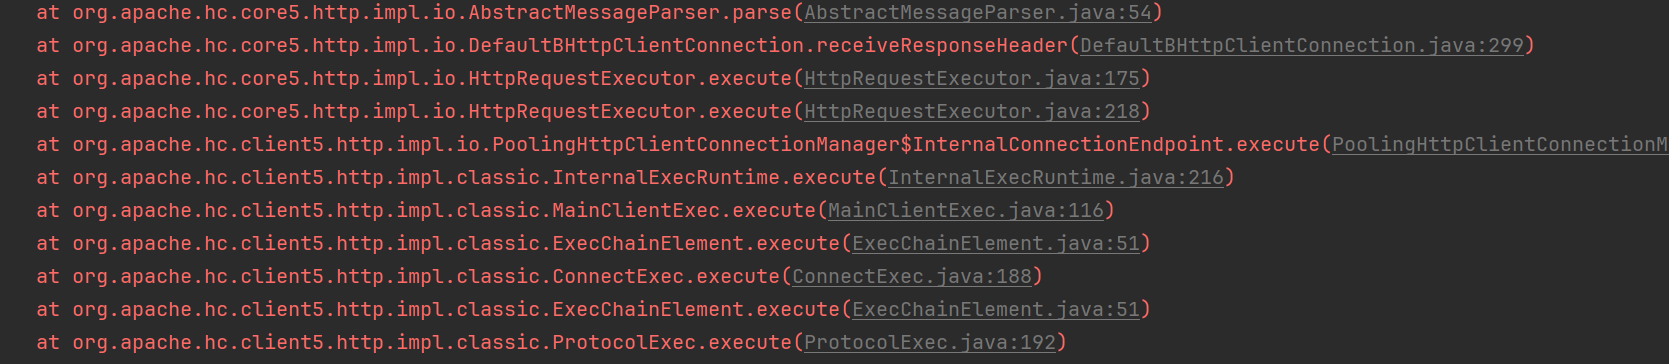 at org.apache.hc.core5.http.impl.io.AbstractMessageParser.parse(AbstractMessageParser.java:54)
at org.apache.hc.core5.http.impl.io.DefaultBHttpClientConnection.receiveResponseHeader(DefaultBHttpClientConnection.java:299)
at org.apache.hc.core5.http.impl.io.HttpRequestExecutor.execute(HttpRequestExecutor.java:175)
at org.apache.hc.core5.http.impl.io.HttpRequestExecutor.execute(HttpRequestExecutor.java:218)
at org.apache.hc.client5.http.impl.io.PoolingHttpClientConnectionManager$InternalConnectionEndpoint.execute(PoolingHttpClientConnectionM
at org.apache.hc.client5.http.impl.classic.InternalExecRuntime.execute(InternalExecRuntime.java:216)
at org.apache.hc.client5.http.impl.classic.MainClientExec.execute(MainClientExec.java:116)
at org.apache.hc.client5.http.impl.classic.ExecChainElement.execute(ExecChainElement.java:51)
at org.apache.hc.client5.http.impl.classic.ConnectExec.execute(ConnectExec.java:188)
at org.apache.hc.client5.http.impl.classic.ExecChainElement.execute(ExecChainElement.java:51)
at org.apache.hc.client5.http.impl.classic.ProtocolExec.execute(ProtocolExec.java:192)